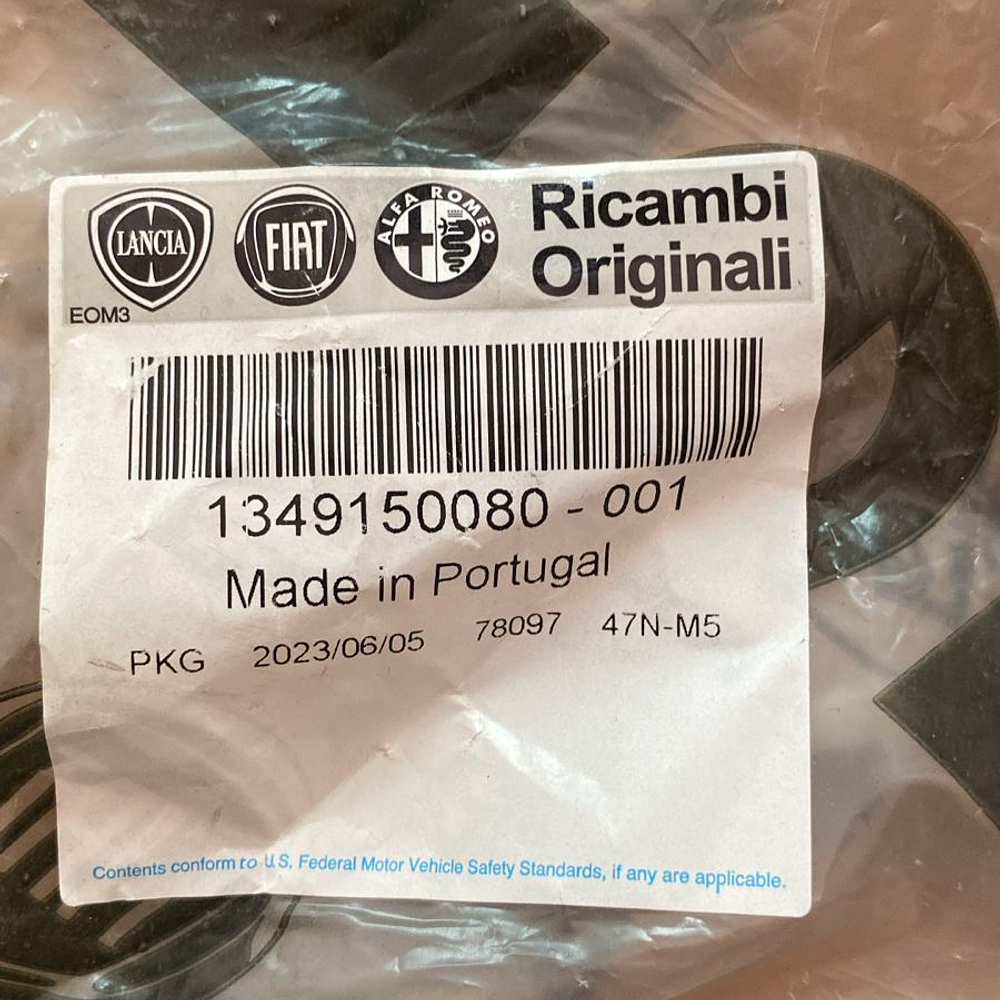 LANCIA
FIAT
ALFA ROMEO
Ricambi
Originali
EOM3
1349150080 - 001
Made in Portugal
PKG 2023/06/05 78097 47N-M5
Contents conform to U.S. Federal Motor Vehicle Safety Standards, if any are applicable.